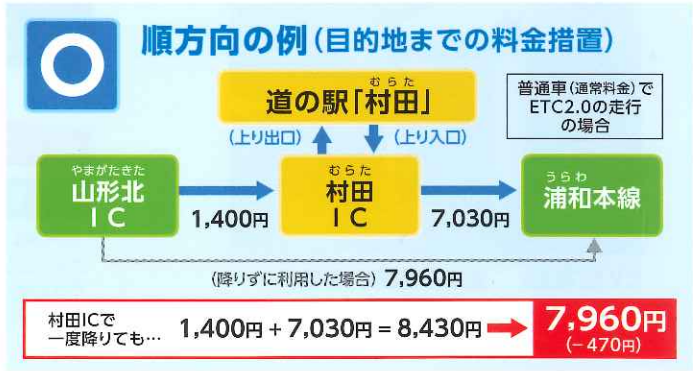 順方向の例(目的地までの料金措置)
むらた
道の駅「村田」
普通車(通常料金)で
ETC2.0の走行
の場合
(上り出口)
(上り入口)
やまがたきた
山形北
IC
1,400円
むらた
村田
IC
7,030円
うらわ
浦和本線
(降りずに利用した場合) 7,960円
村田ICで
一度降りても…
1,400円+7,030円=8,430円
7,960円
(-470円)